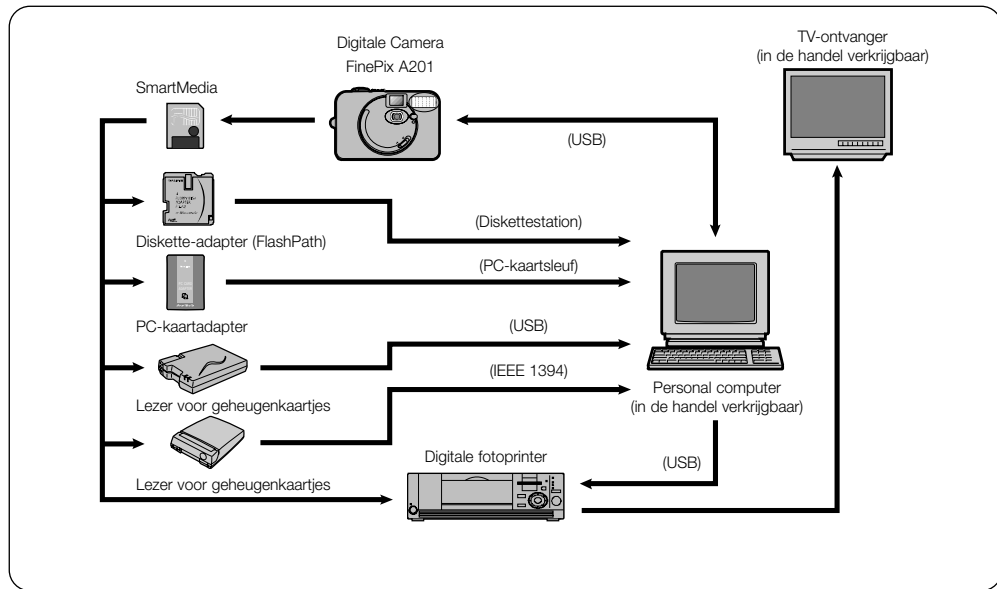 Digitale Camera
FinePix A201
TV-ontvanger
(in de handel verkrijgbaar)
SmartMedia
(USB)
(Diskettestation)
Diskette-adapter (FlashPath)
(PC-kaartsleuf)
PC-kaartadapter
(USB)
(IEEE 1394)
Lezer voor geheugenkaartjes
Personal computer
(in de handel verkrijgbaar)
Digitale fotoprinter
(USB)
Lezer voor geheugenkaartjes